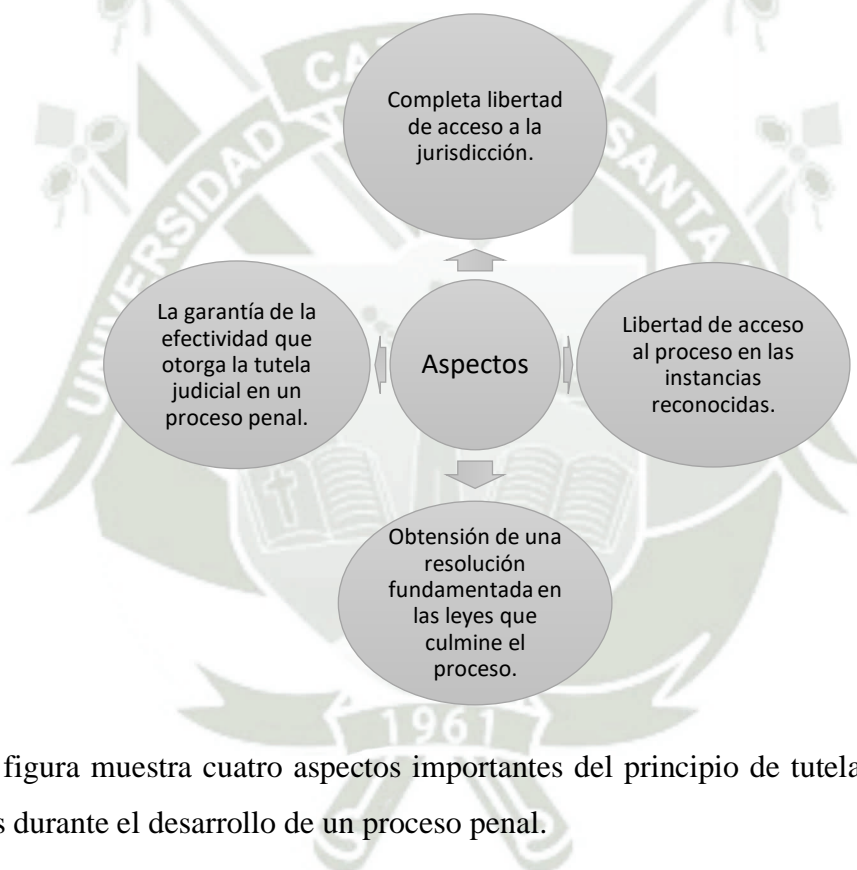 Completa libertad
de acceso a la
jurisdicción.
La garantía de la
efectividad que
otorga la tutela
judicial en un
proceso penal.
Aspectos
Libertad de acceso
al proceso en las
instancias
reconocidas.
Obtensión de una
resolución
fundamentada en
las leyes que
culmine el
proceso.
1961
figura muestra cuatro aspectos importantes del principio de tutela
durante el desarrollo de un proceso penal.
UNIVERSIDAD
SANTA